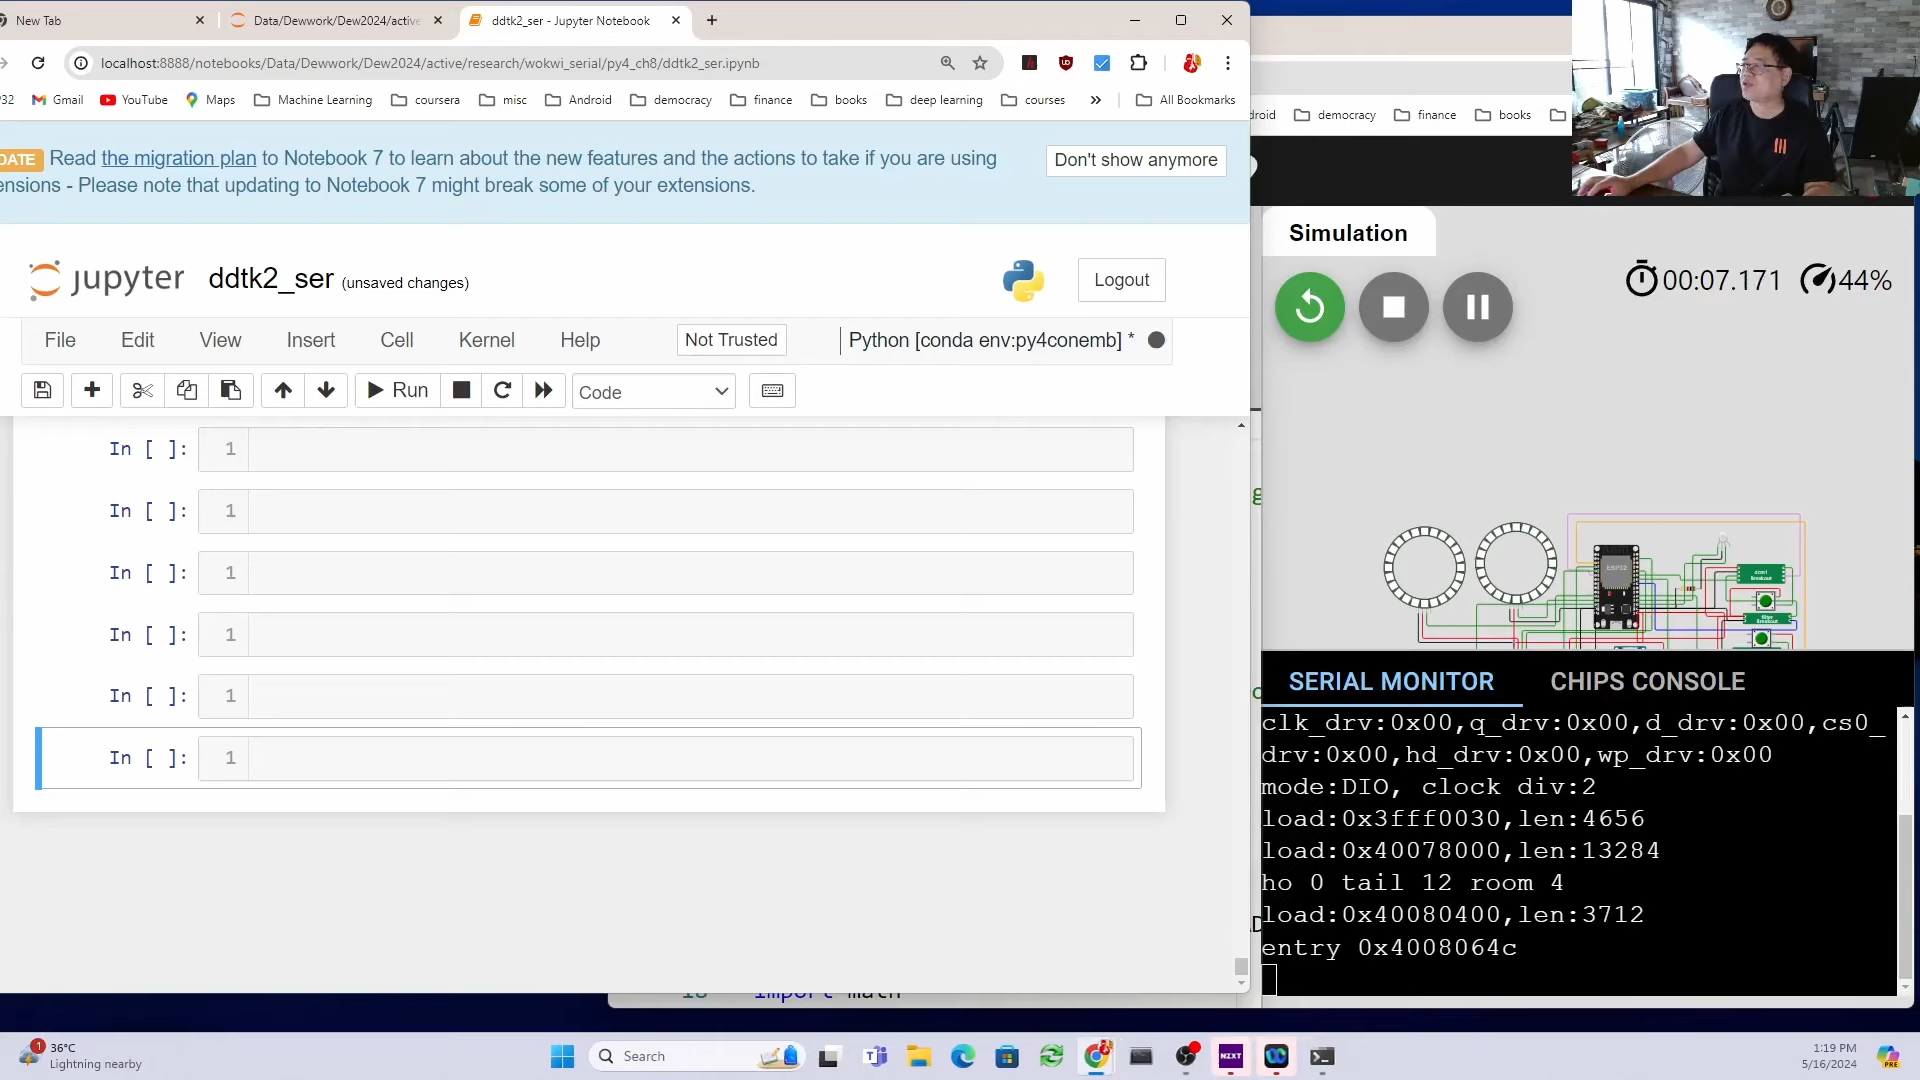 New Tab
Data/Dewwork/Dew2024/active
ddtk2_ser - Jupyter Notebook
localhost:8888/notebooks/Data/Dewwork/Dew2024/active/research/wokwi_serial/py4_ch8/ddtk2_ser.ipynb
Gmail
YouTube
Maps
Machine Learning
coursera
misc
Android
democracy
finance
books
deep learning
courses
»
All Bookmarks
democracy
finance
books
DATE Read the migration plan to Notebook 7 to learn about the new features and the actions to take if you are using
ensions - Please note that updating to Notebook 7 might break some of your extensions.
Don't show anymore
jupyter
ddtk2_ser (unsaved changes)
Logout
File
Edit
View
Insert
Cell
Kernel
Help
Not Trusted
Python [conda env:py4conemb] *
Run
Code
In [ ]: 1
In [ ]: 1
In [ ]: 1
In [ ]: 1
In [ ]: 1
In [ ]: 1
import math
Simulation
00:07.171
44%
ESP32
SERIAL MONITOR
CHIPS CONSOLE
clk_drv:0x00,q_drv:0x00,d_drv:0x00,cs0_
drv:0x00,hd_drv:0x00,wp_drv:0x00
mode:DIO, clock div:2
load:0x3fff0030,len:4656
load:0x40078000,len:13284
ho 0 tail 12 room 4
load:0x40080400,len:3712
entry 0x4008064c
1
36°C
Lightning nearby
Search
NZXT
PRE
1:19 PM
5/16/2024